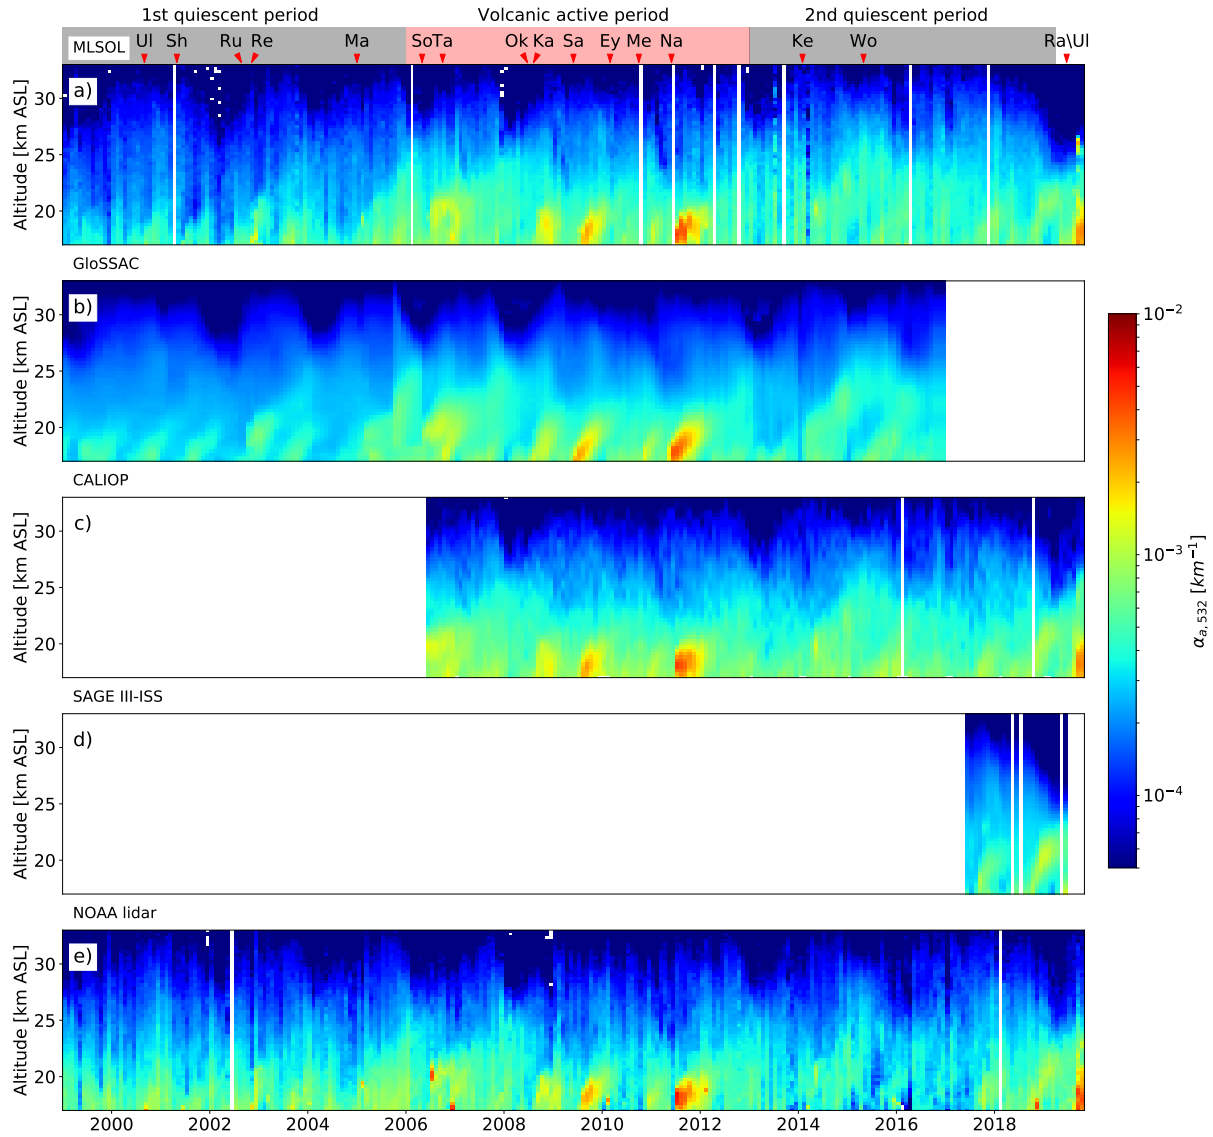 1st quiescent period Volcanic active period 2nd quiescent period
MLSOL Ul Sh Ru Re Ma So Ta Ok Ka Sa Ey Me Na Ke Wo Ra\Ul
a)
Altitude [km ASL]
30
25
20
GloSSAC
b)
Altitude [km ASL]
30
25
20
CALIOP
c)
Altitude [km ASL]
30
25
20
SAGE III-ISS
d)
Altitude [km ASL]
30
25
20
NOAA lidar
e)
Altitude [km ASL]
30
25
20
2000 2002 2004 2006 2008 2010 2012 2014 2016 2018
10⁻²
10⁻³
10⁻⁴
α_{a, 532} [km⁻¹]